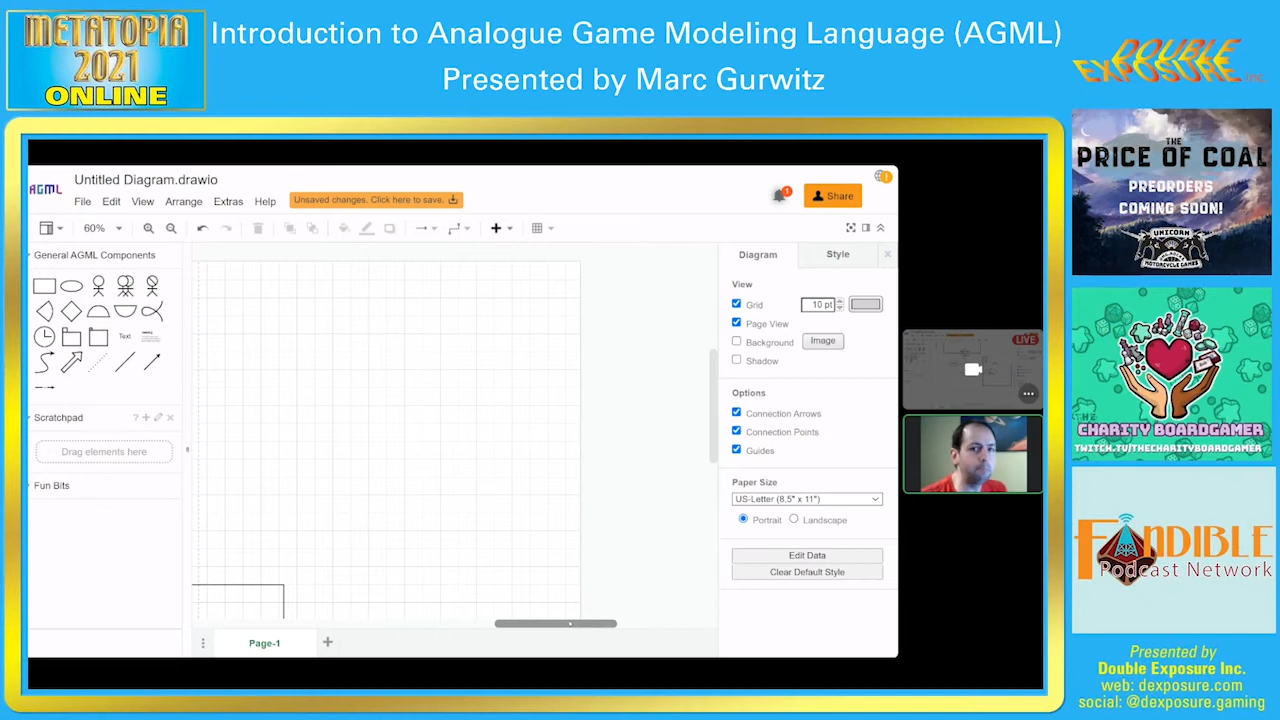 METATOPIA
2021
ONLINE
Introduction to Analogue Game Modeling Language (AGML)
Presented by Marc Gurwitz
DOUBLE
EXPOSURE Inc.
AGML
Untitled Diagram.drawio
File Edit View Arrange Extras Help
Unsaved changes. Click here to save.
1
Share
!
60%
General AGML Components
Text
Scratchpad
?
Drag elements here
Fun Bits
Diagram
Style
View
Grid
10 pt
Page View
Background
Image
Shadow
Options
Connection Arrows
Connection Points
Guides
Paper Size
US-Letter (8,5" x 11")
Portrait
Landscape
Edit Data
Clear Default Style
Page-1
LIVE
THE
PRICE OF COAL
PREORDERS
COMING SOON!
UNICORN
MOTORCYCLE GAMES
THE
CHARITY BOARDGAMER
TWITCH.TV/THECHARITYBOARDGAMER
FANDIBLE
Podcast Network
Presented by
Double Exposure Inc.
web: dexposure.com
social: @dexposure.gaming